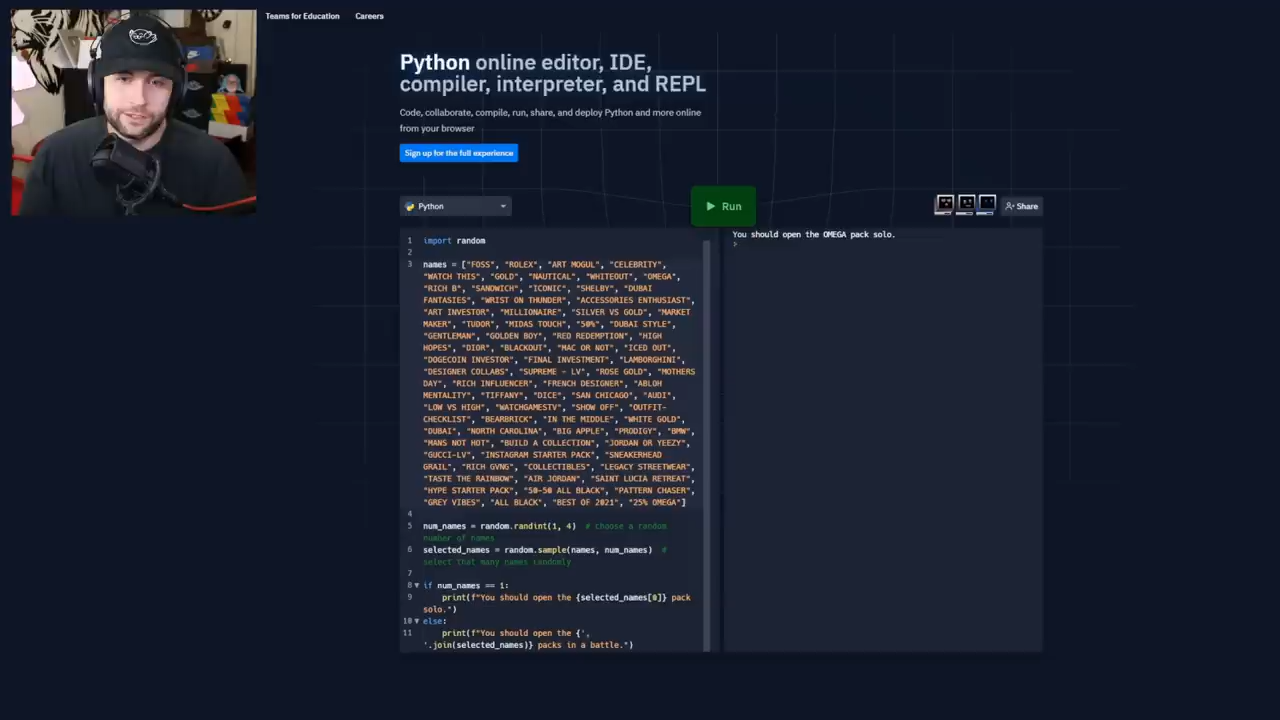 Teams for Education
Careers
Python online editor, IDE,
compiler, interpreter, and REPL
Code, collaborate, compile, run, share, and deploy Python and more online
from your browser
Sign up for the full experience
Python
Run
Share
1 import random
2
3 names = ["FOSS", "ROLEX", "ART MOGUL", "CELEBRITY",
"WATCH THIS", "GOLD", "NAUTICAL", "WHITEOUT", "OMEGA",
"RICH B", "SANDWICH", "ICONIC", "SHELBY", "DUBAI
FANTASIES", "WRIST ON THUNDER", "ACCESSORIES ENTHUSIAST",
"ART INVESTOR", "MILLIONAIRE", "SILVER VS GOLD", "MARKET
MAKER", "TUDOR", "MIDAS TOUCH", "50%", "DUBAI STYLE",
"GENTLEMAN", "GOLDEN BOY", "RED REDEMPTION", "HIGH
HOPES", "DIOR", "BLACKOUT", "MAC OR NOT", "ICED OUT",
"DOGECOIN INVESTOR", "FINAL INVESTMENT", "LAMBORGHINI",
"DESIGNER COLLABS", "SUPREME - LV", "ROSE GOLD", "MOTHERS
DAY", "RICH INFLUENCER", "FRENCH DESIGNER", "ABLOH
MENTALITY", "TIFFANY", "DICE", "SAN CHICAGO", "AUDI",
"LOW VS HIGH", "WATCHGAMESTV", "SHOW OFF", "OUTFIT-
CHECKLIST", "BEARBRICK", "IN THE MIDDLE", "WHITE GOLD",
"DUBAI", "NORTH CAROLINA", "BIG APPLE", "PRODIGY", "BMW",
"MANS NOT HOT", "BUILD A COLLECTION", "JORDAN OR YEEZY",
"GUCCI-LV", "INSTAGRAM STARTER PACK", "SNEAKERHEAD
GRAIL", "RICH GVNG", "COLLECTIBLES", "LEGACY STREETWEAR",
"TASTE THE RAINBOW", "AIR JORDAN", "SAINT LUCIA RETREAT",
"HYPE STARTER PACK", "50-50 ALL BLACK", "PATTERN CHASER",
"GREY VIBES", "ALL BLACK", "BEST OF 2021", "25% OMEGA"]
4
5 num_names = random.randint(1, 4) # choose a random
number of names
6 selected_names = random.sample(names, num_names) #
select that many names randomly
7
8 if num_names == 1:
9 print(f"You should open the {selected_names[0]} pack
solo.")
10 else:
11 print(f"You should open the {',
'.join(selected_names)} packs in a battle.")
You should open the OMEGA pack solo.
>